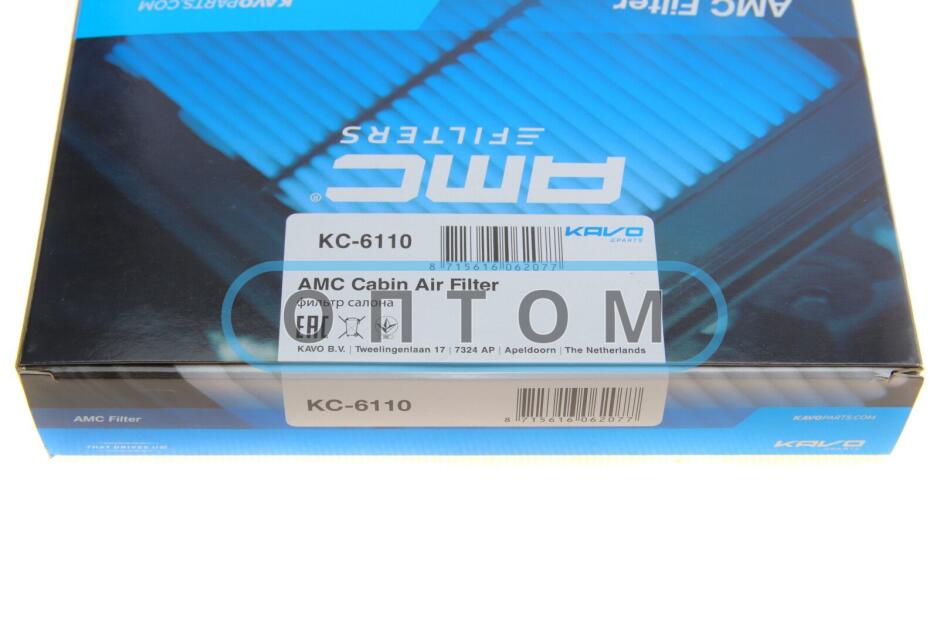 KAVOPARTS.COM
AMC Filter
FILTERS
AMC®
KC-6110
KAVO
PARTS
8 715616 062077
AMC Cabin Air Filter
фильтр салона
ОПТОМ
EAC
KAVO B.V. | Tweelingenlaan 17 | 7324 AP | Apeldoorn | The Netherlands
KC-6110
8 715616 062077
AMC Filter
KAVOPARTS.COM
THAT DRIVES US!
KAVO
PARTS